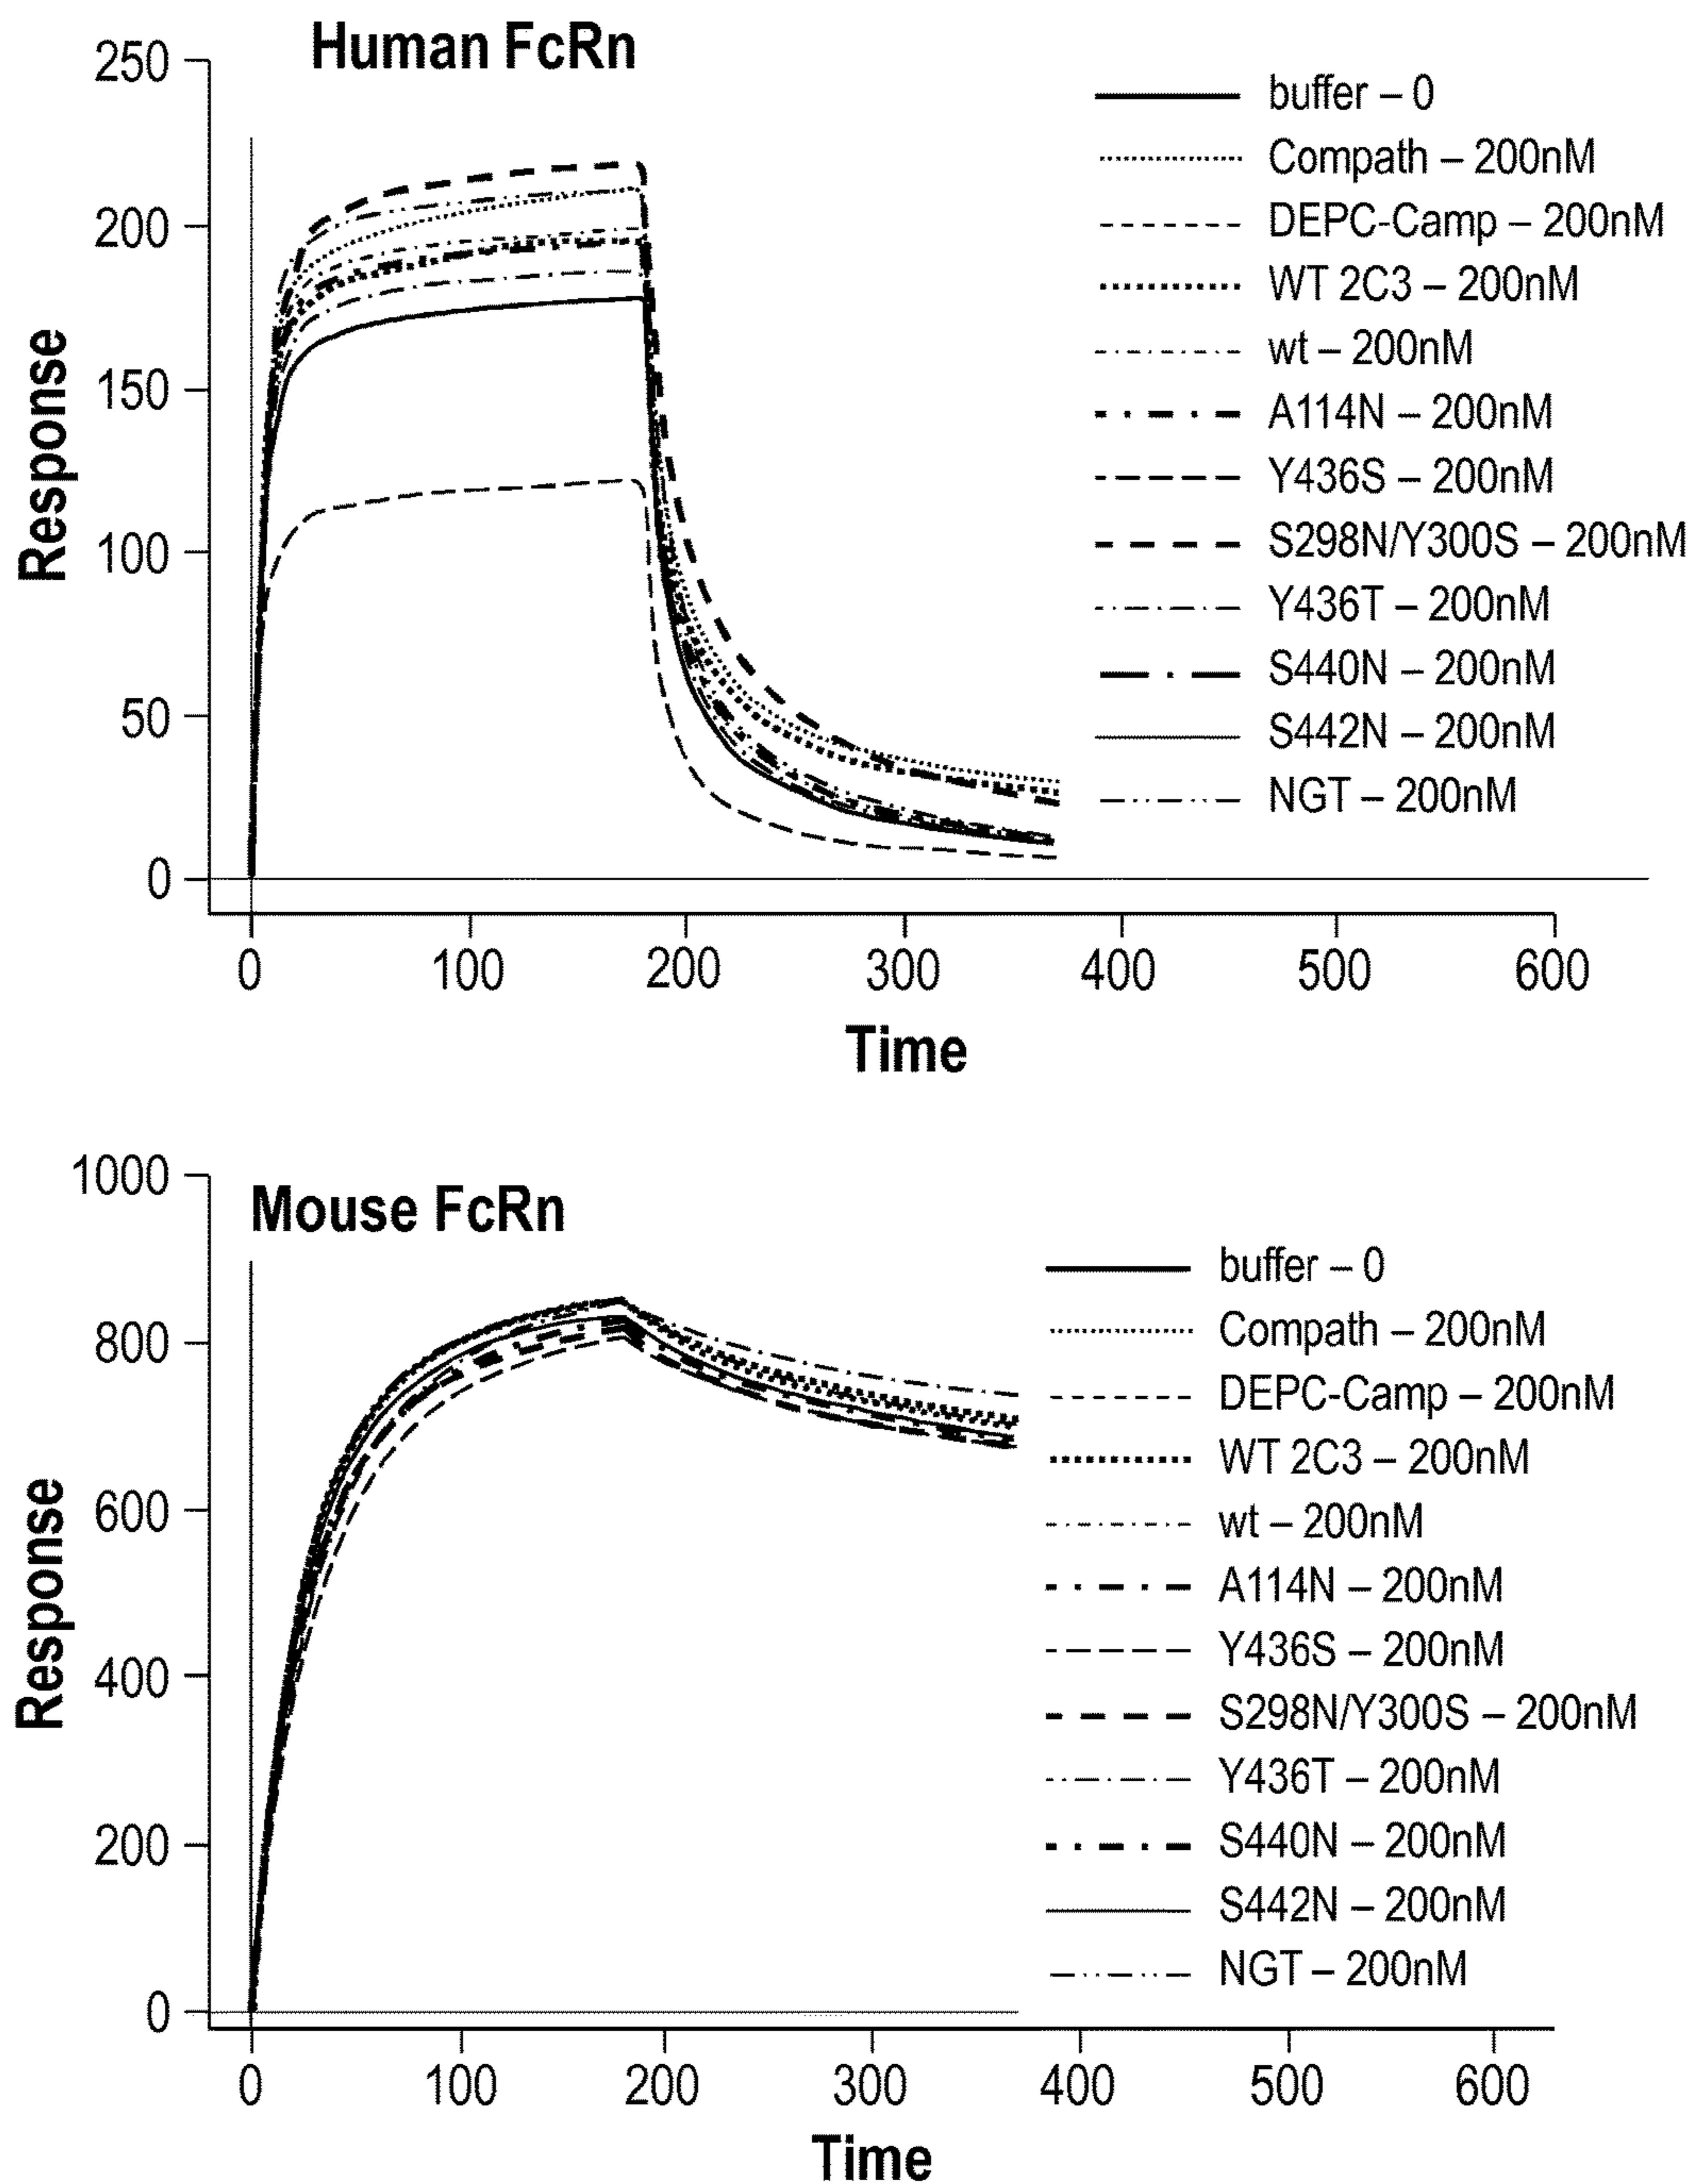 Human FcRn
250
200
150
100
50
0
Response
buffer – 0
Compath – 200nM
DEPC-Camp – 200nM
WT 2C3 – 200nM
wt – 200nM
A114N – 200nM
Y436S – 200nM
S298N/Y300S – 200nM
Y436T – 200nM
S440N – 200nM
S442N – 200nM
NGT – 200nM
0 100 200 300 400 500 600
Time
Mouse FcRn
1000
800
600
400
200
0
Response
buffer – 0
Compath – 200nM
DEPC-Camp – 200nM
WT 2C3 – 200nM
wt – 200nM
A114N – 200nM
Y436S – 200nM
S298N/Y300S – 200nM
Y436T – 200nM
S440N – 200nM
S442N – 200nM
NGT – 200nM
0 100 200 300 400 500 600
Time